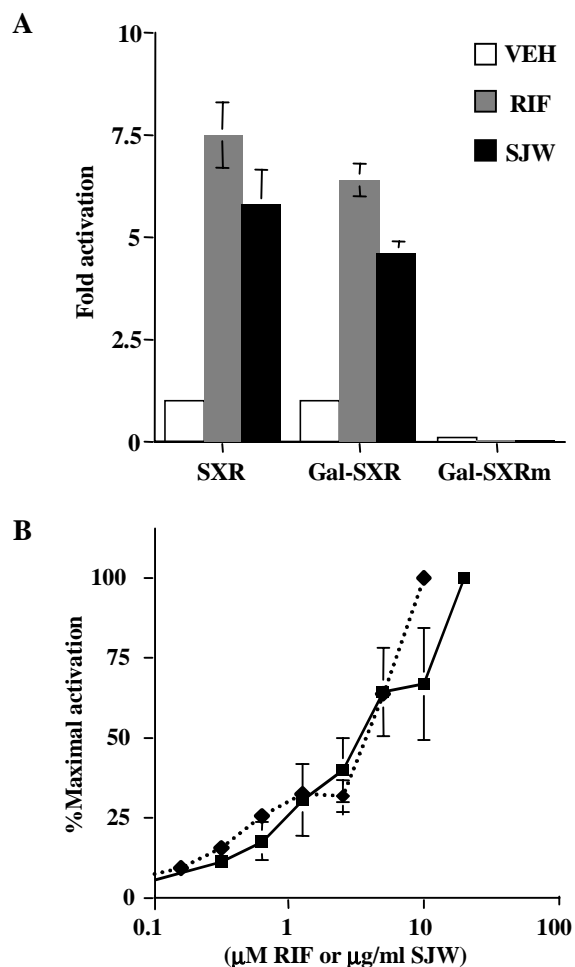 A
10
7.5
5
2.5
0
Fold activation
VEH
RIF
SJW
SXR Gal-SXR Gal-SXRm
B
100
75
50
25
0
%Maximal activation
0.1 1 10 100
(μM RIF or μg/ml SJW)